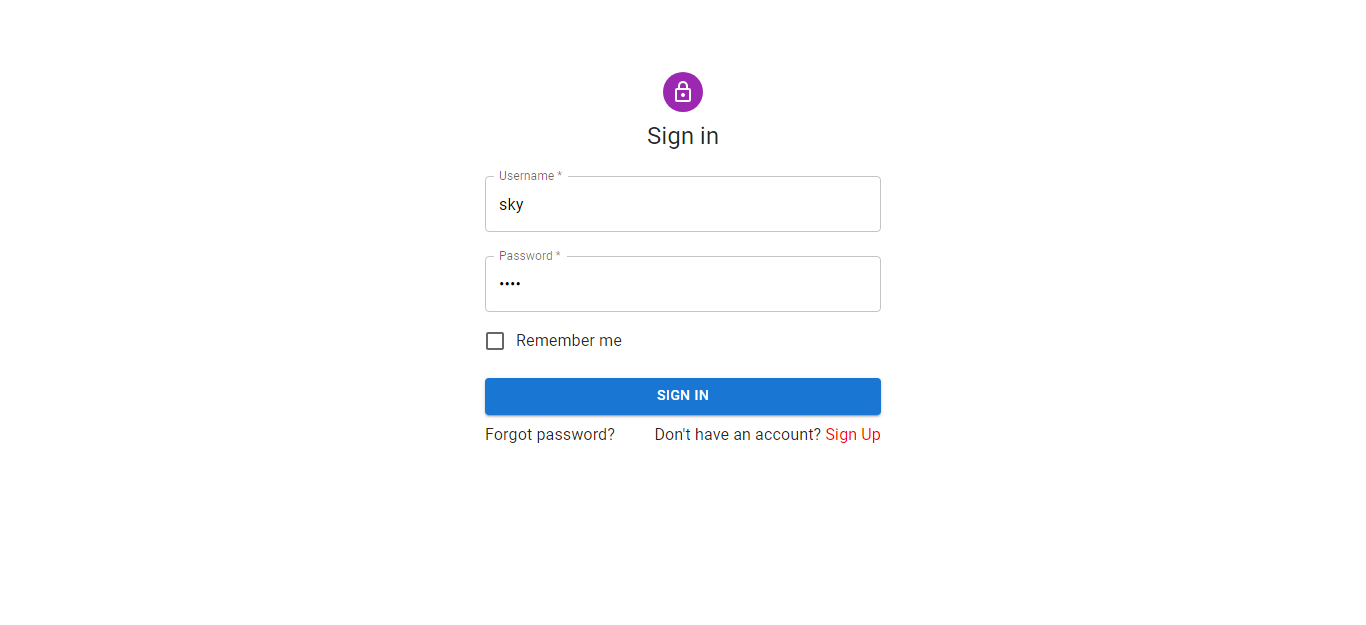 Sign in
Username *
sky
Password *
••••
Remember me
SIGN IN
Forgot password? Don't have an account? Sign Up